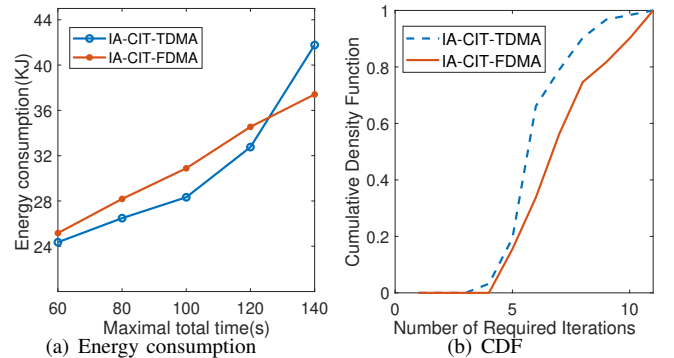 44
40
36
32
28
24
60
80
100
120
140
Energy consumption(KJ)
Maximal total time(s)
IA-CIT-TDMA
IA-CIT-FDMA
(a) Energy consumption
1
0.8
0.6
0.4
0.2
0
0
5
10
Cumulative Density Function
Number of Required Iterations
IA-CIT-TDMA
IA-CIT-FDMA
(b) CDF